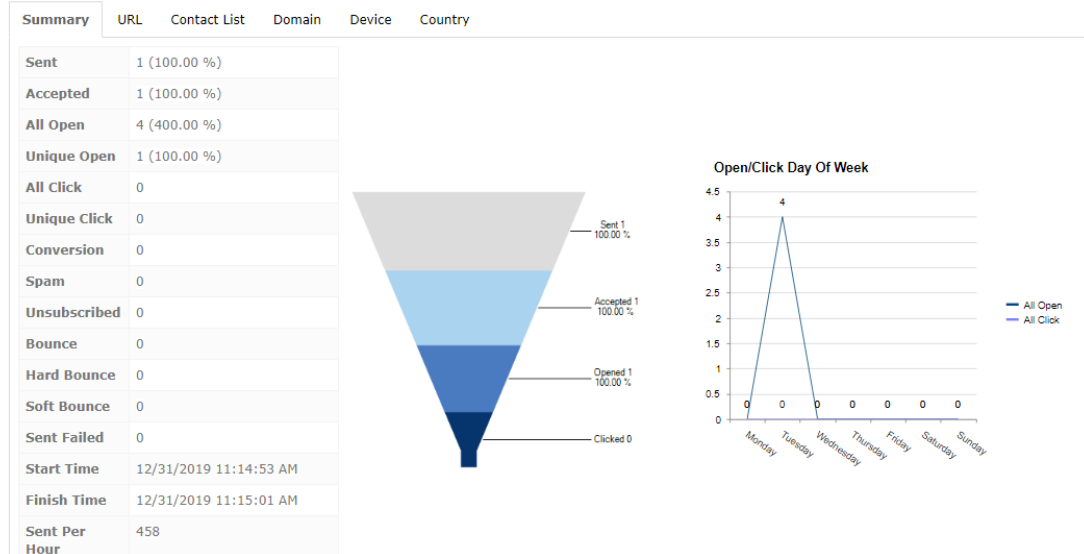 Summary URL Contact List Domain Device Country
Sent 1 (100.00 %)
Accepted 1 (100.00 %)
All Open 4 (400.00 %)
Unique Open 1 (100.00 %)
All Click 0
Unique Click 0
Conversion 0
Spam 0
Unsubscribed 0
Bounce 0
Hard Bounce 0
Soft Bounce 0
Sent Failed 0
Start Time 12/31/2019 11:14:53 AM
Finish Time 12/31/2019 11:15:01 AM
Sent Per 458
Hour
Sent 1
100.00 %
Accepted 1
100.00 %
Opened 1
100.00 %
Clicked 0
Open/Click Day Of Week
4.5
4
3.5
3
2.5
2
1.5
1
0.5
0
4
0 0 0 0 0 0 0
Monday Tuesday Wednesday Thursday Friday Saturday Sunday
All Open
All Click